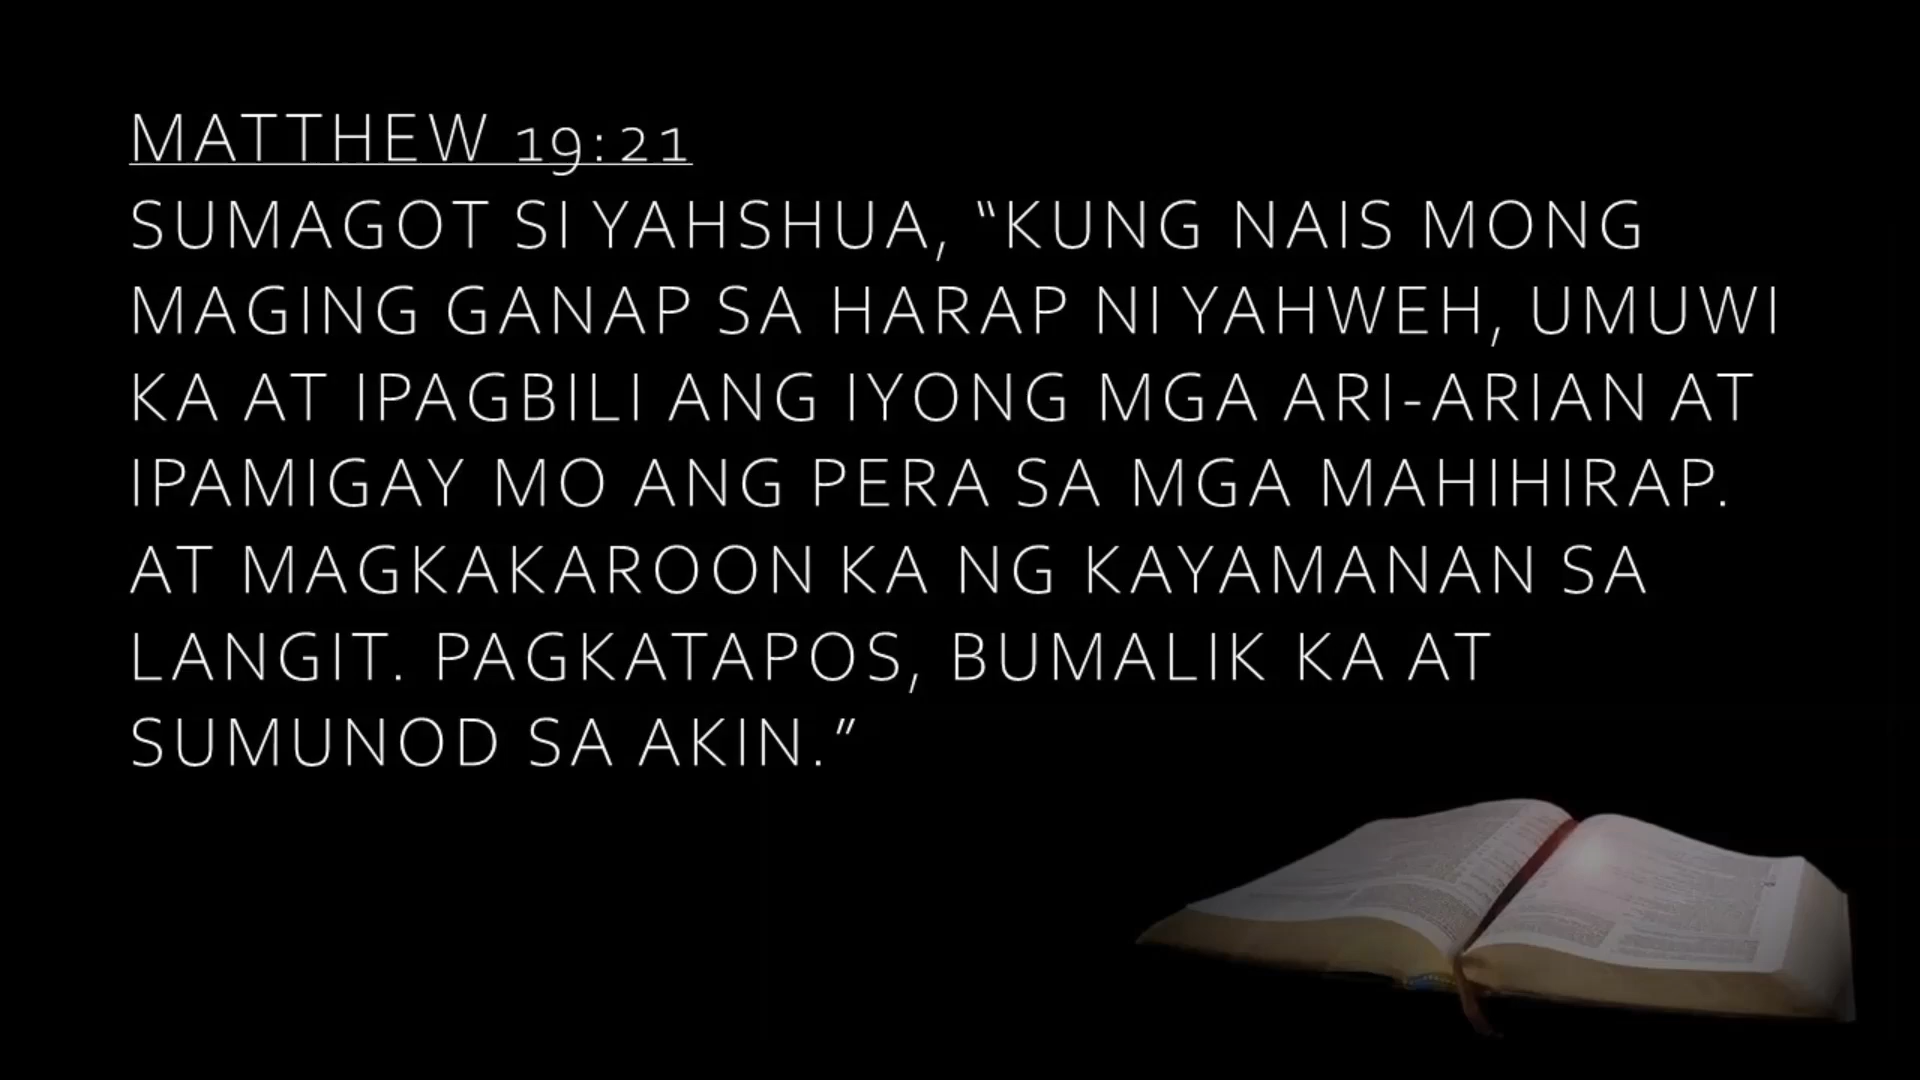 MATTHEW 19:21
SUMAGOT SI YAHSHUA, “KUNG NAIS MONG
MAGING GANAP SA HARAP NI YAHWEH, UMUWI
KA AT IPAGBILI ANG IYONG MGA ARI-ARIAN AT
IPAMIGAY MO ANG PERA SA MGA MAHIHIRAP.
AT MAGKAKAROON KA NG KAYAMANAN SA
LANGIT. PAGKATAPOS, BUMALIK KA AT
SUMUNOD SA AKIN.”